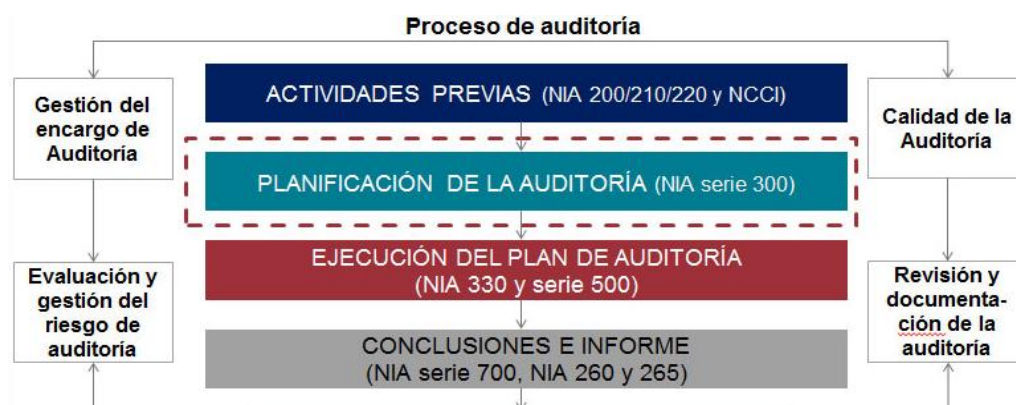 Proceso de auditoría
Gestión del
encargo de
Auditoría
ACTIVIDADES PREVIAS (NIA 200/210/220 y NCCI)
Calidad de la
Auditoría
PLANIFICACIÓN DE LA AUDITORÍA (NIA serie 300)
Evaluación y
gestión del
riesgo de
auditoría
EJECUCIÓN DEL PLAN DE AUDITORÍA
(NIA 330 y serie 500)
Revisión y
documenta-
ción de la
auditoría
CONCLUSIONES E INFORME
(NIA serie 700, NIA 260 y 265)